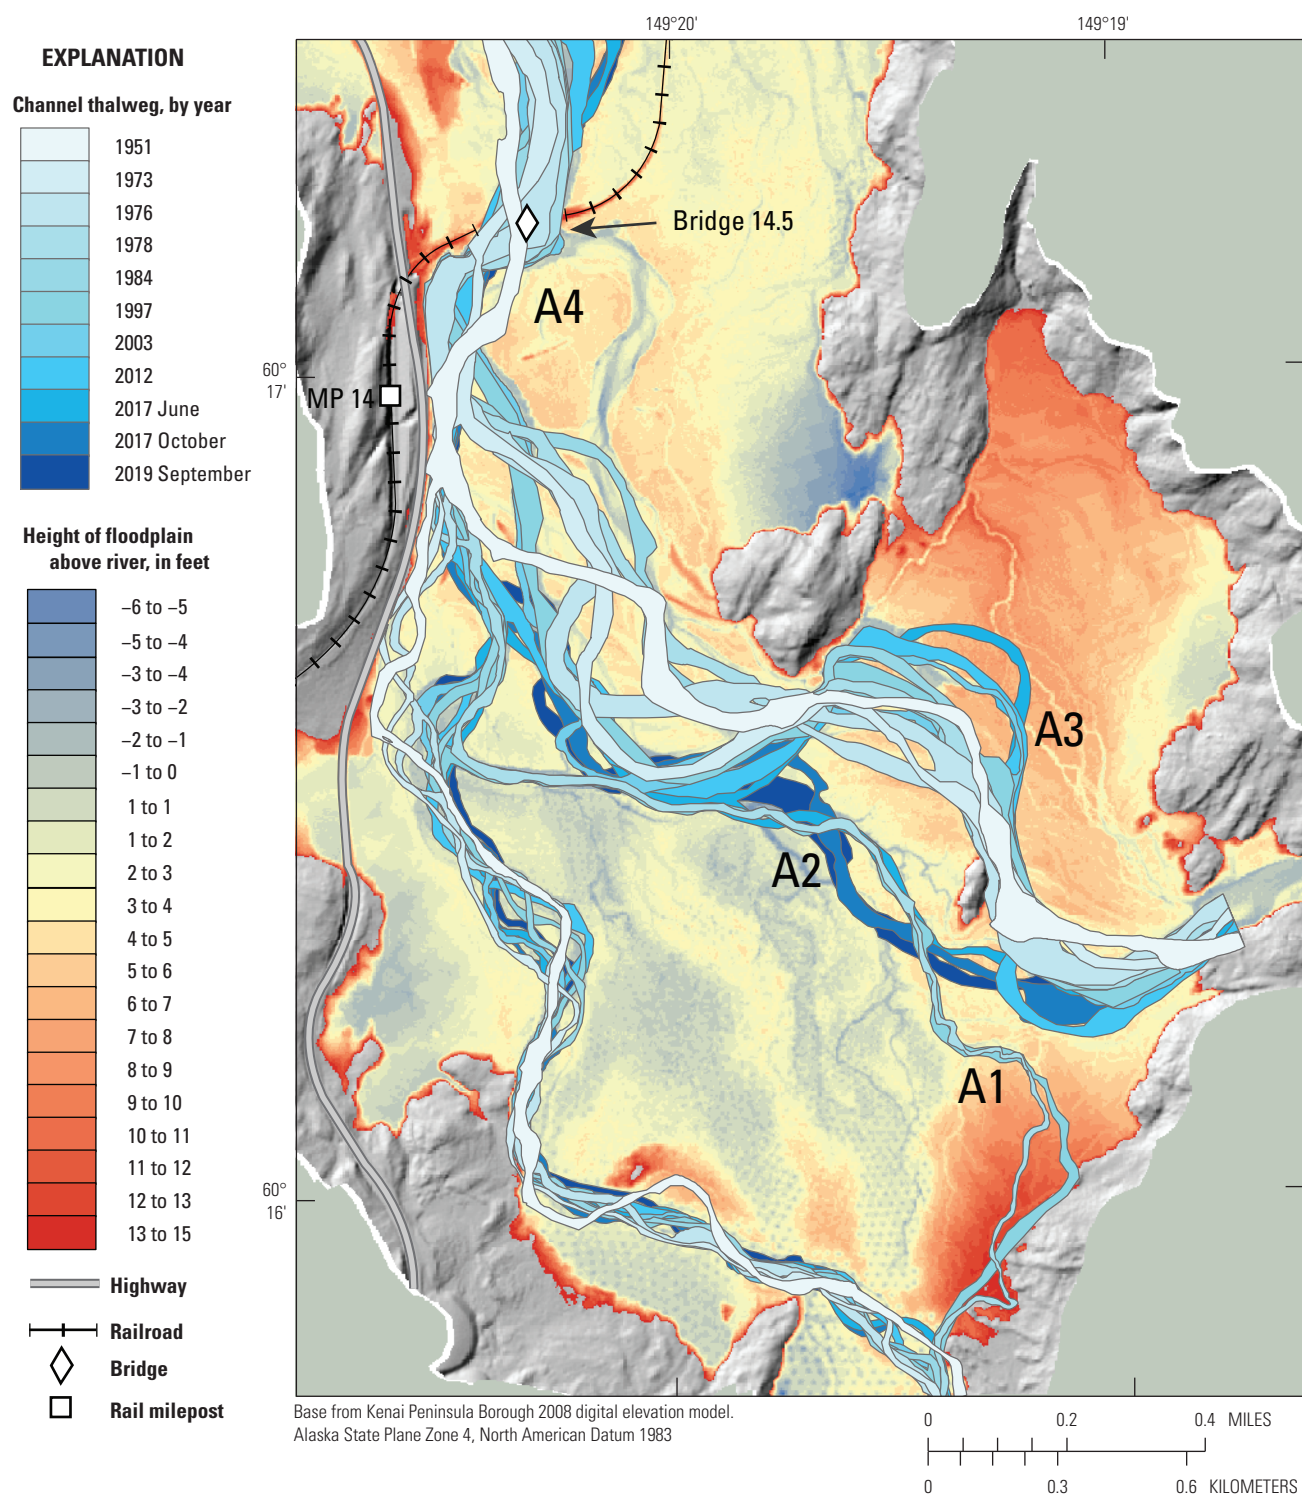 149°20'
149°19'
EXPLANATION
Channel thalweg, by year
1951
1973
1976
1978
1984
1997
2003
2012
2017 June
2017 October
2019 September
Height of floodplain
above river, in feet
−6 to −5
−5 to −4
−3 to −4
−3 to −2
−2 to −1
−1 to 0
1 to 1
1 to 2
2 to 3
3 to 4
4 to 5
5 to 6
6 to 7
7 to 8
8 to 9
9 to 10
10 to 11
11 to 12
12 to 13
13 to 15
Highway
Railroad
Bridge
Rail milepost
Bridge 14.5
A4
60°
17'
MP 14
A3
A2
A1
60°
16'
Base from Kenai Peninsula Borough 2008 digital elevation model.
Alaska State Plane Zone 4, North American Datum 1983
0 0.2 0.4 MILES
0 0.3 0.6 KILOMETERS